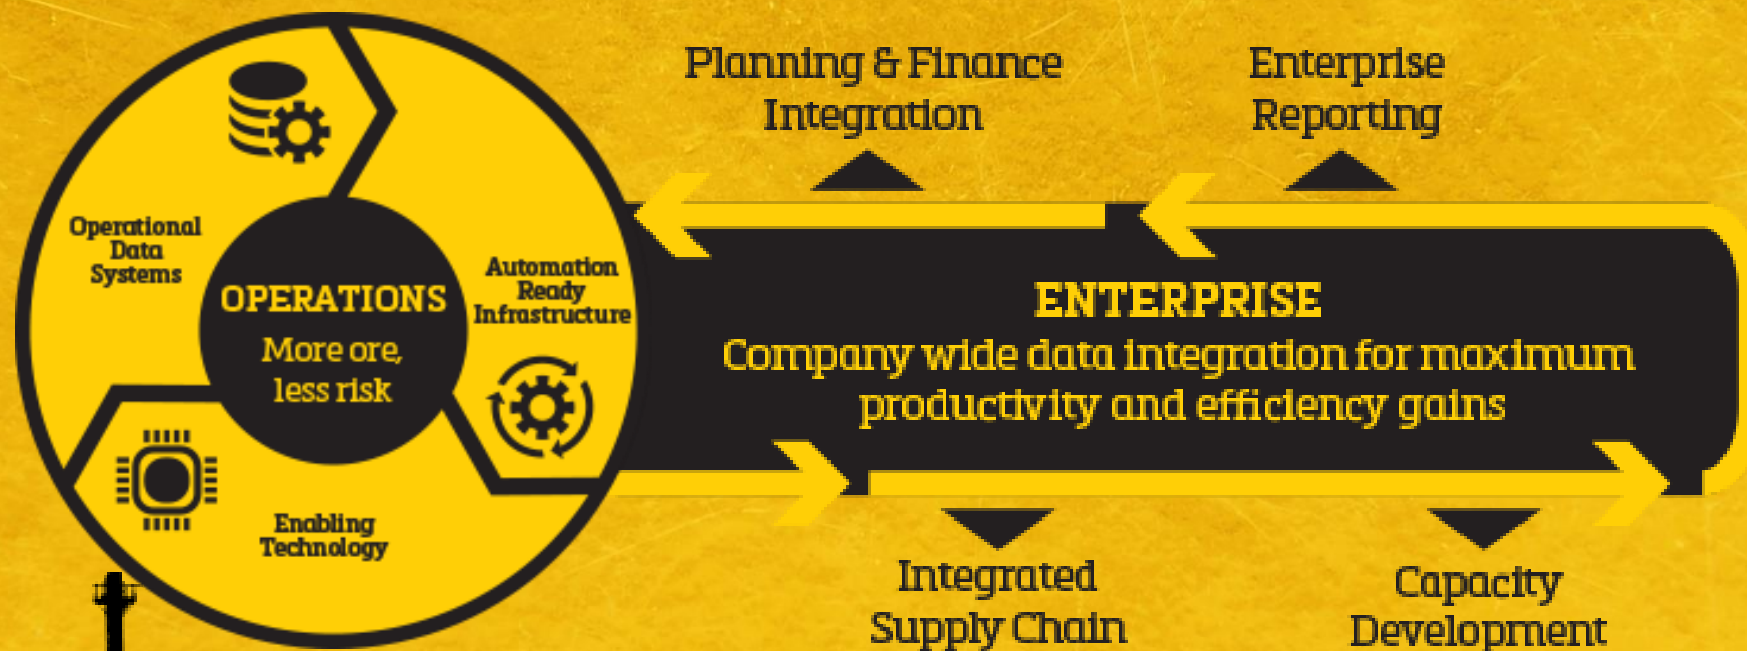 Operational
Data
Systems
OPERATIONS
More ore,
less risk
Automation
Ready
Infrastructure
Enabling
Technology
Planning & Finance
Integration
Enterprise
Reporting
ENTERPRISE
Company wide data integration for maximum
productivity and efficiency gains
Integrated
Supply Chain
Capacity
Development